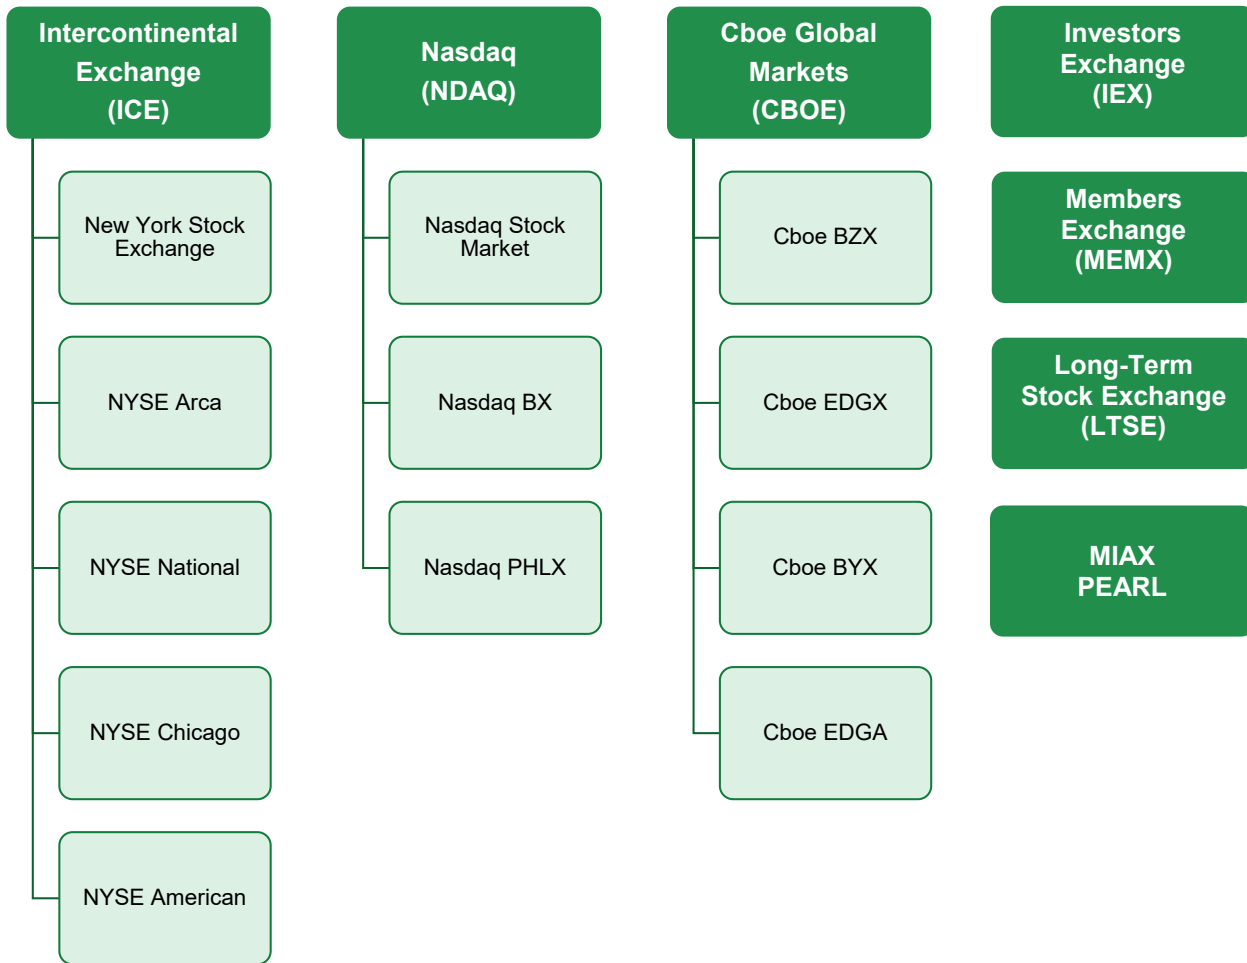 Intercontinental
Exchange
(ICE)
New York Stock
Exchange
NYSE Arca
NYSE National
NYSE Chicago
NYSE American
Nasdaq
(NDAQ)
Nasdaq Stock
Market
Nasdaq BX
Nasdaq PHLX
Cboe Global
Markets
(CBOE)
Cboe BZX
Cboe EDGX
Cboe BYX
Cboe EDGA
Investors
Exchange
(IEX)
Members
Exchange
(MEMX)
Long-Term
Stock Exchange
(LTSE)
MIAX
PEARL